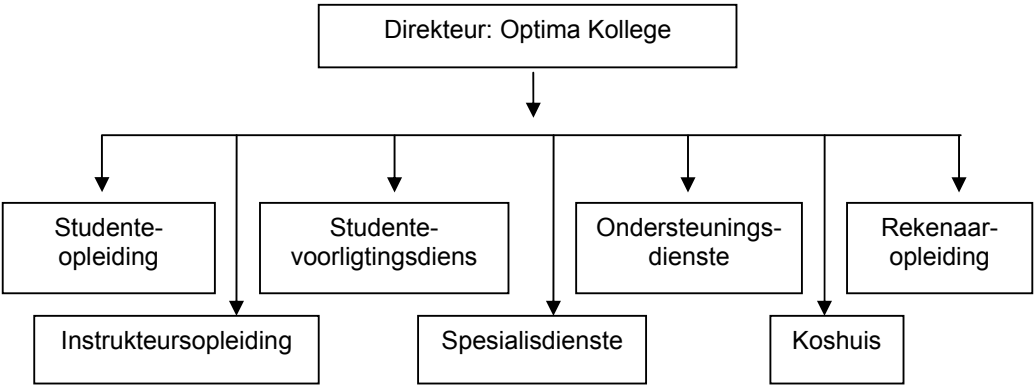 Direkteur: Optima Kollege
Studente-
opleiding
Studente-
voorligtingsdiens
Ondersteunings-
dienste
Rekenaar-
opleiding
Instrukteursopleiding
Spesialisdienste
Koshuis